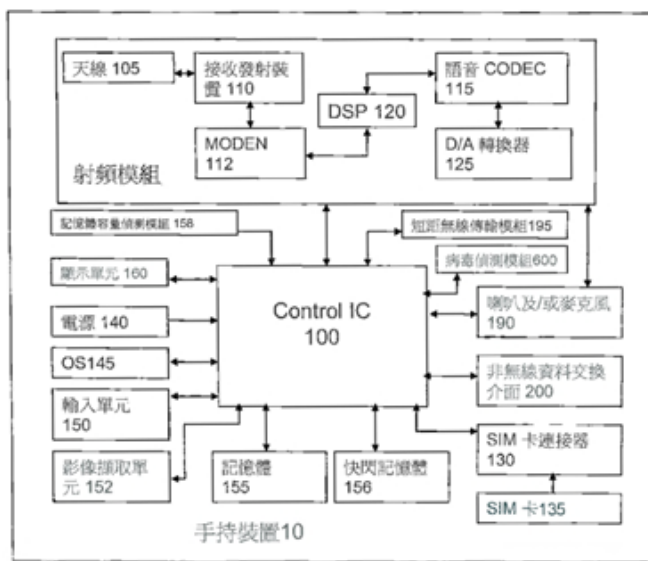 天線 105
接收發射裝
置 110
語音 CODEC
115
DSP 120
MODEN
112
D/A 轉換器
125
射頻模組
記憶體容量偵測模組 158
短距無線傳輸模組195
病毒偵測模組600
顯示單元 160
Control IC
100
喇叭及/或麥克風
190
電源 140
OS145
非無線資料交換
介面 200
輸入單元
150
SIM 卡連接器
130
影像擷取單
元 152
記憶體
155
快閃記憶體
156
SIM 卡135
手持裝置10